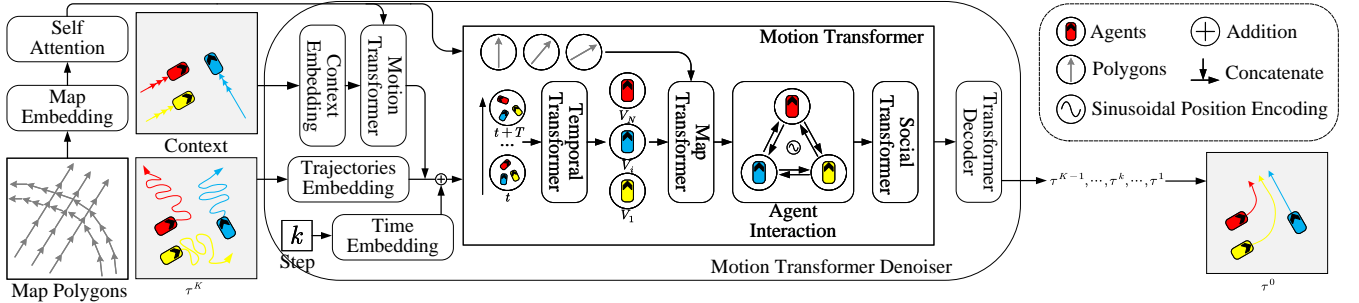 Self
Attention
Map
Embedding
Map Polygons
Context
τ^K
Context
Embedding
Motion
Transformer
Trajectories
Embedding
k
Step
Time
Embedding
Motion Transformer
t + T
...
t
Temporal
Transformer
V_N
V_i
V_1
Map
Transformer
Agent
Interaction
Social
Transformer
Transformer
Decoder
Motion Transformer Denoiser
τ^{K−1}, ⋯, τ^k, ⋯, τ^1
τ^0
Agents
Addition
Polygons
Concatenate
Sinusoidal Position Encoding